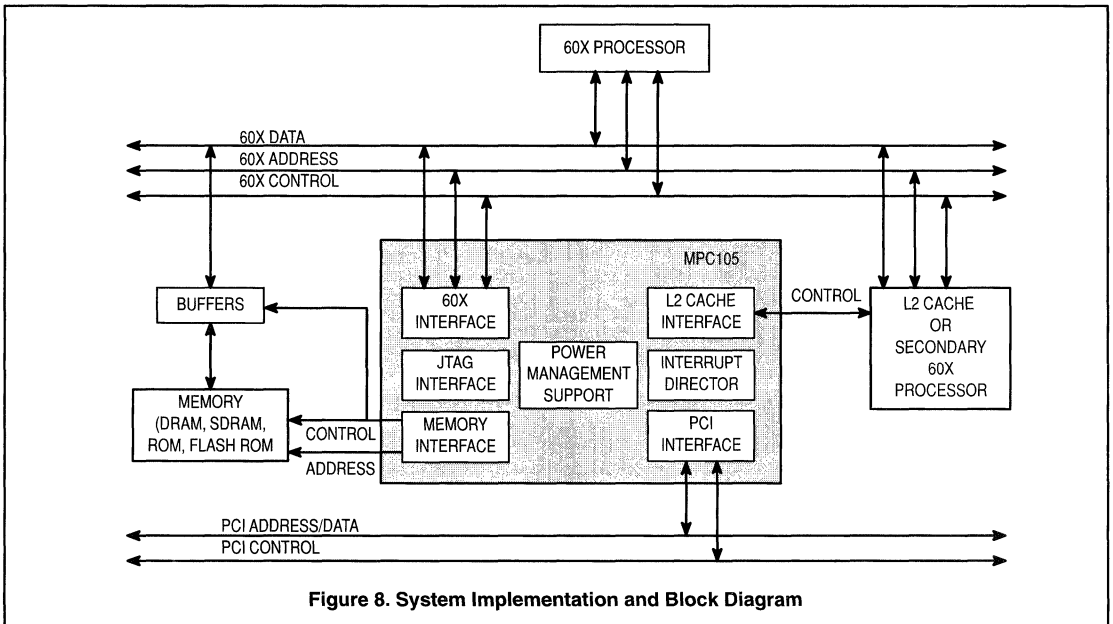 60X PROCESSOR
60X DATA
60X ADDRESS
60X CONTROL
MPC105
BUFFERS
60X
INTERFACE
L2 CACHE
INTERFACE
CONTROL
L2 CACHE
OR
SECONDARY
60X
PROCESSOR
JTAG
INTERFACE
POWER
MANAGEMENT
SUPPORT
INTERRUPT
DIRECTOR
MEMORY
(DRAM, SDRAM,
ROM, FLASH ROM
CONTROL
ADDRESS
MEMORY
INTERFACE
PCI
INTERFACE
PCI ADDRESS/DATA
PCI CONTROL
Figure 8. System Implementation and Block Diagram